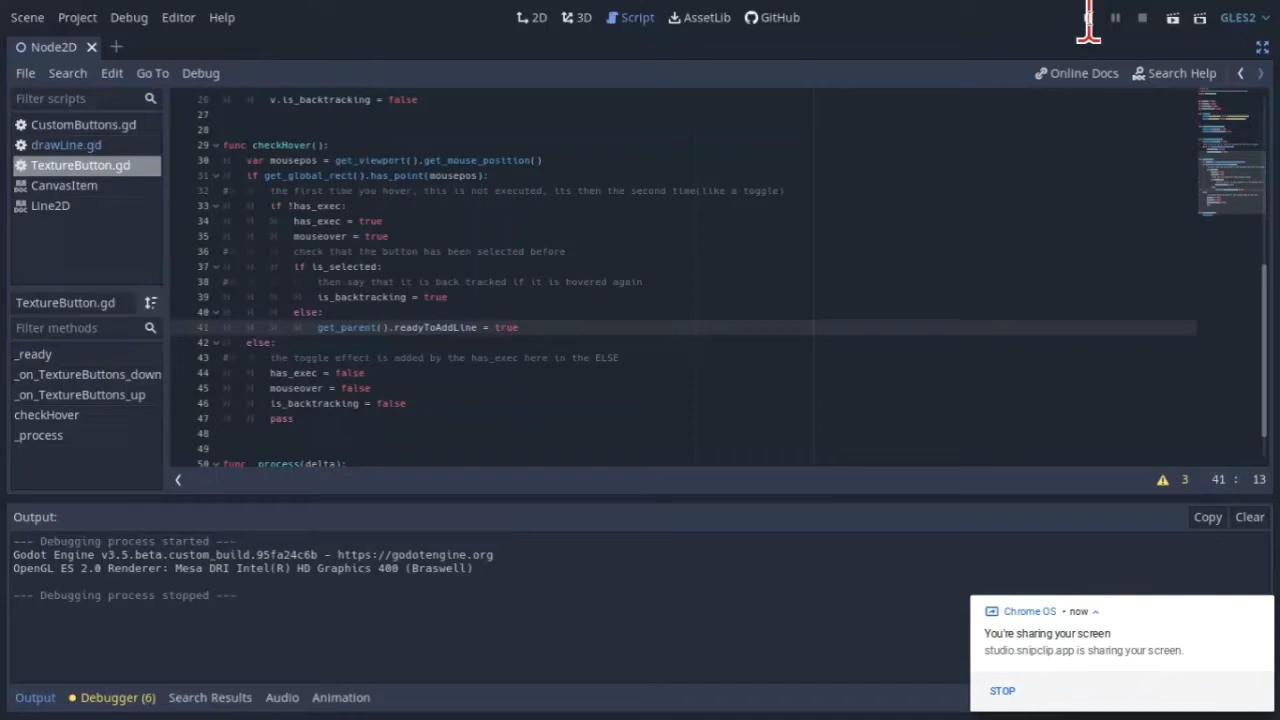 Scene Project Debug Editor Help 2D 3D Script AssetLib GitHub GLES2
Node2D
File Search Edit Go To Debug Online Docs Search Help
Filter scripts
CustomButtons.gd
drawLine.gd
TextureButton.gd
CanvasItem
Line2D
TextureButton.gd
Filter methods
_ready
_on_TextureButtons_down
_on_TextureButtons_up
checkHover
_process
26 v.is_backtracking = false
27
28
29 func checkHover():
30 var mousepos = get_viewport().get_mouse_position()
31 if get_global_rect().has_point(mousepos):
32 # the first time you hover, this is not executed, its then the second time(like a toggle)
33 if !has_exec:
34 has_exec = true
35 mouseover = true
36 # check that the button has been selected before
37 if is_selected:
38 # then say that it is back tracked if it is hovered again
39 is_backtracking = true
40 else:
41 get_parent().readyToAddLine = true
42 else:
43 # the toggle effect is added by the has_exec here in the ELSE
44 has_exec = false
45 mouseover = false
46 is_backtracking = false
47 pass
48
49
50 func _process(delta):
3 41 : 13
Output: Copy Clear
--- Debugging process started ---
Godot Engine v3.5.beta.custom_build.95fa24c6b - https://godotengine.org
OpenGL ES 2.0 Renderer: Mesa DRI Intel(R) HD Graphics 400 (Braswell)
--- Debugging process stopped ---
Output Debugger (6) Search Results Audio Animation
Chrome OS • now
You're sharing your screen
studio.snipclip.app is sharing your screen.
STOP